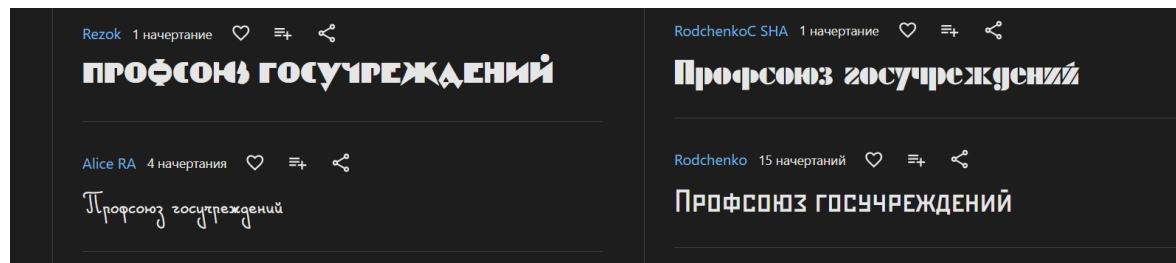 Rezok 1 начертание
профсоюз госучреждений
Alice RA 4 начертания
Профсоюз госучреждений
RodchenkoC SHA 1 начертание
Профсоюз госучреждений
Rodchenko 15 начертаний
Профсоюз госучреждений